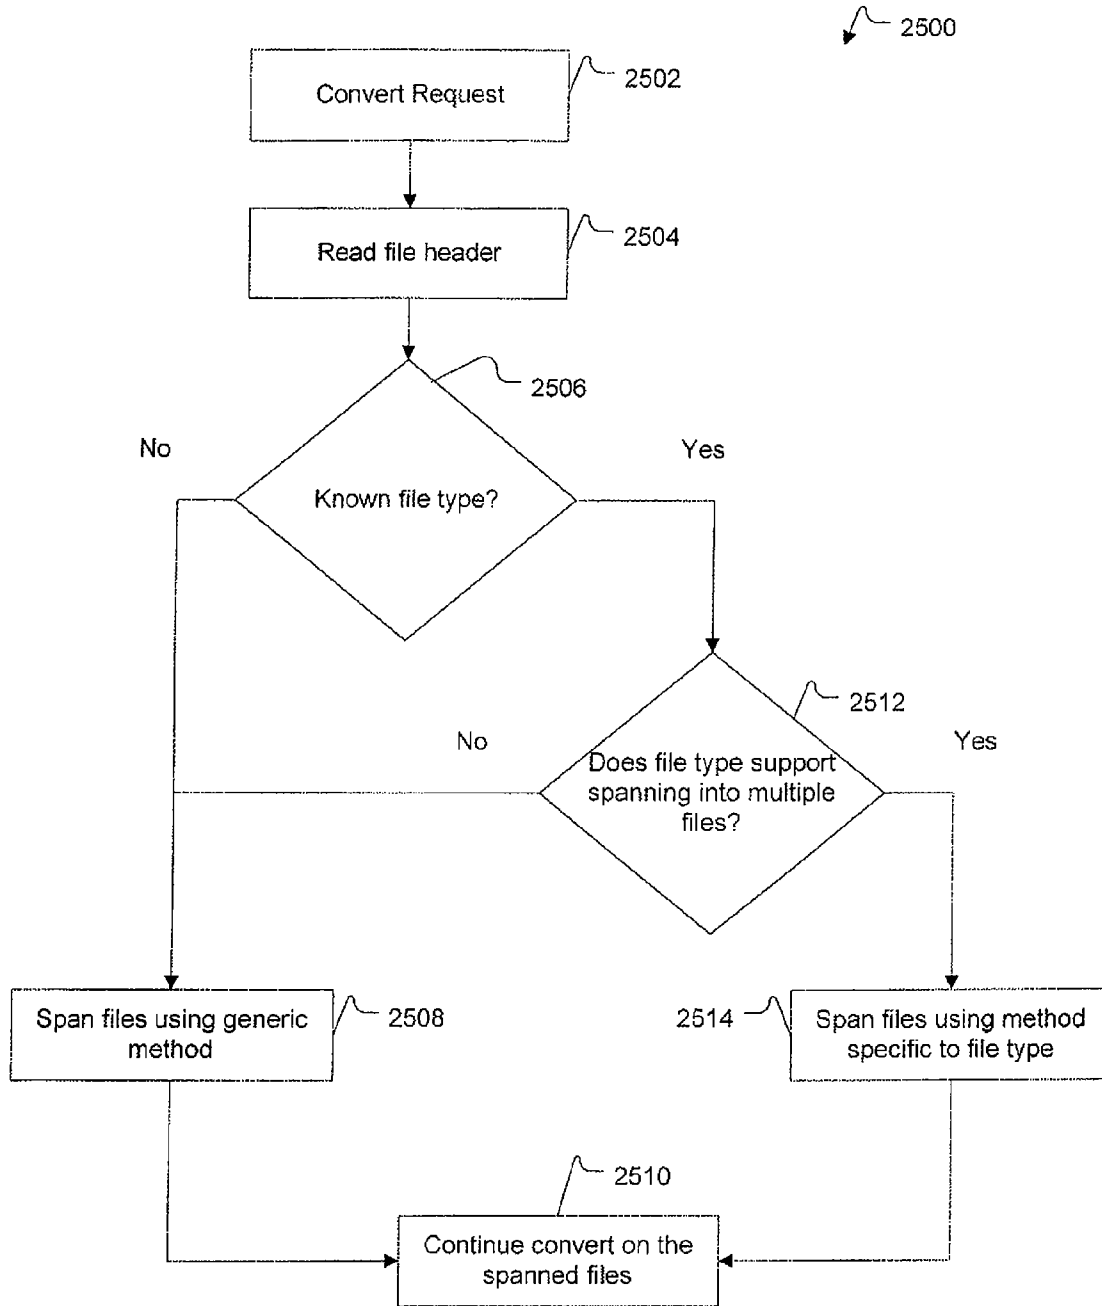 2500
Convert Request
2502
Read file header
2504
2506
No
Yes
Known file type?
2512
No
Yes
Does file type support
spanning into multiple
files?
Span files using generic
method
2508
2514
Span files using method
specific to file type
2510
Continue convert on the
spanned files